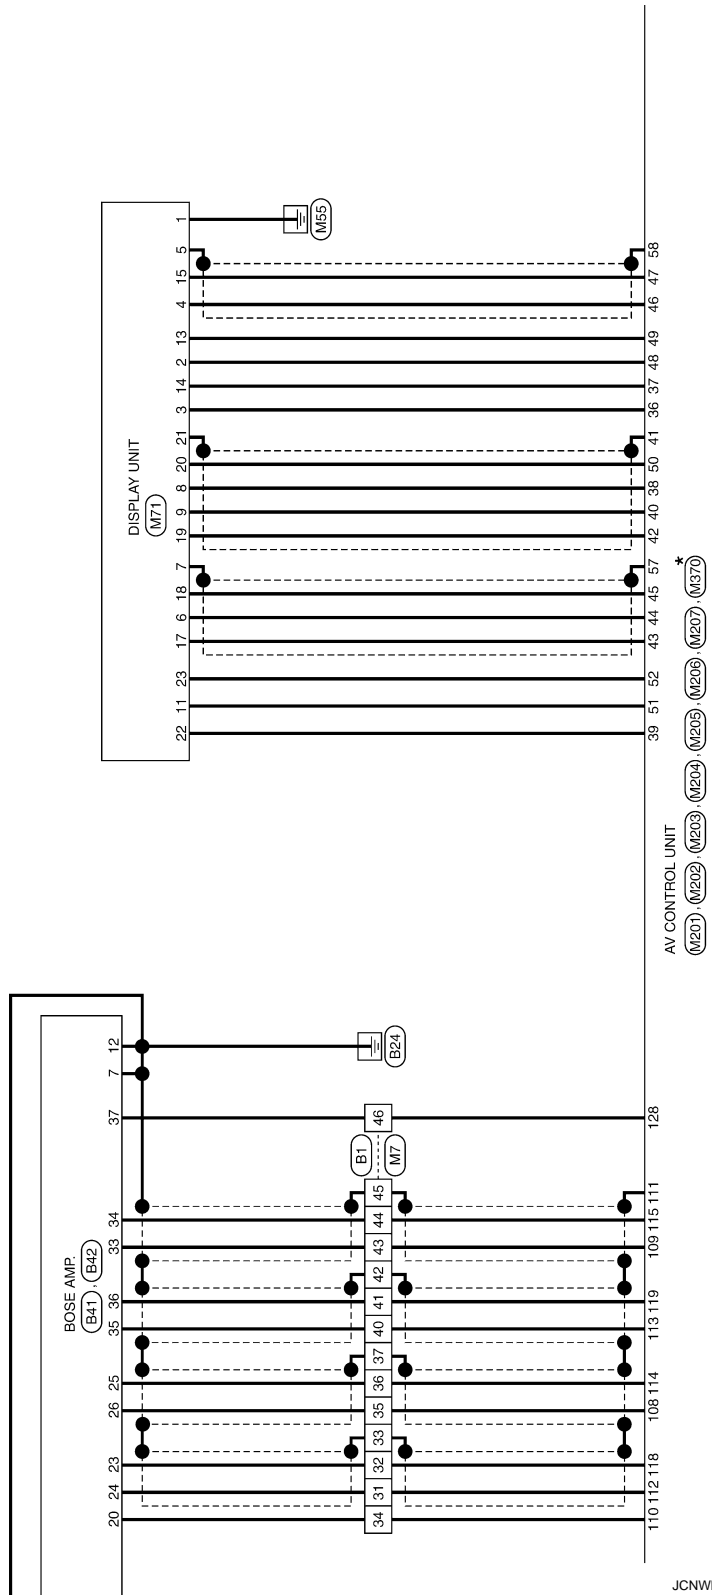 DISPLAY UNIT
M71
1 5 15 4 13 2 14 3 21 20 8 9 19 7 18 6 17 23 11 22
M55
58 47 46 49 48 37 36 41 50 38 40 42 57 45 44 43 52 51 39
AV CONTROL UNIT
M201 , M202 , M203 , M204 , M205 , M206 , M207 , M370 *
BOSE AMP.
B41 , B42
12 7 37 34 33 36 35 25 26 23 24 20
B24
B1
M7
46 45 44 43 42 41 40 37 36 35 33 32 31 34
128 111 115 109 119 113 114 108 118 112 110